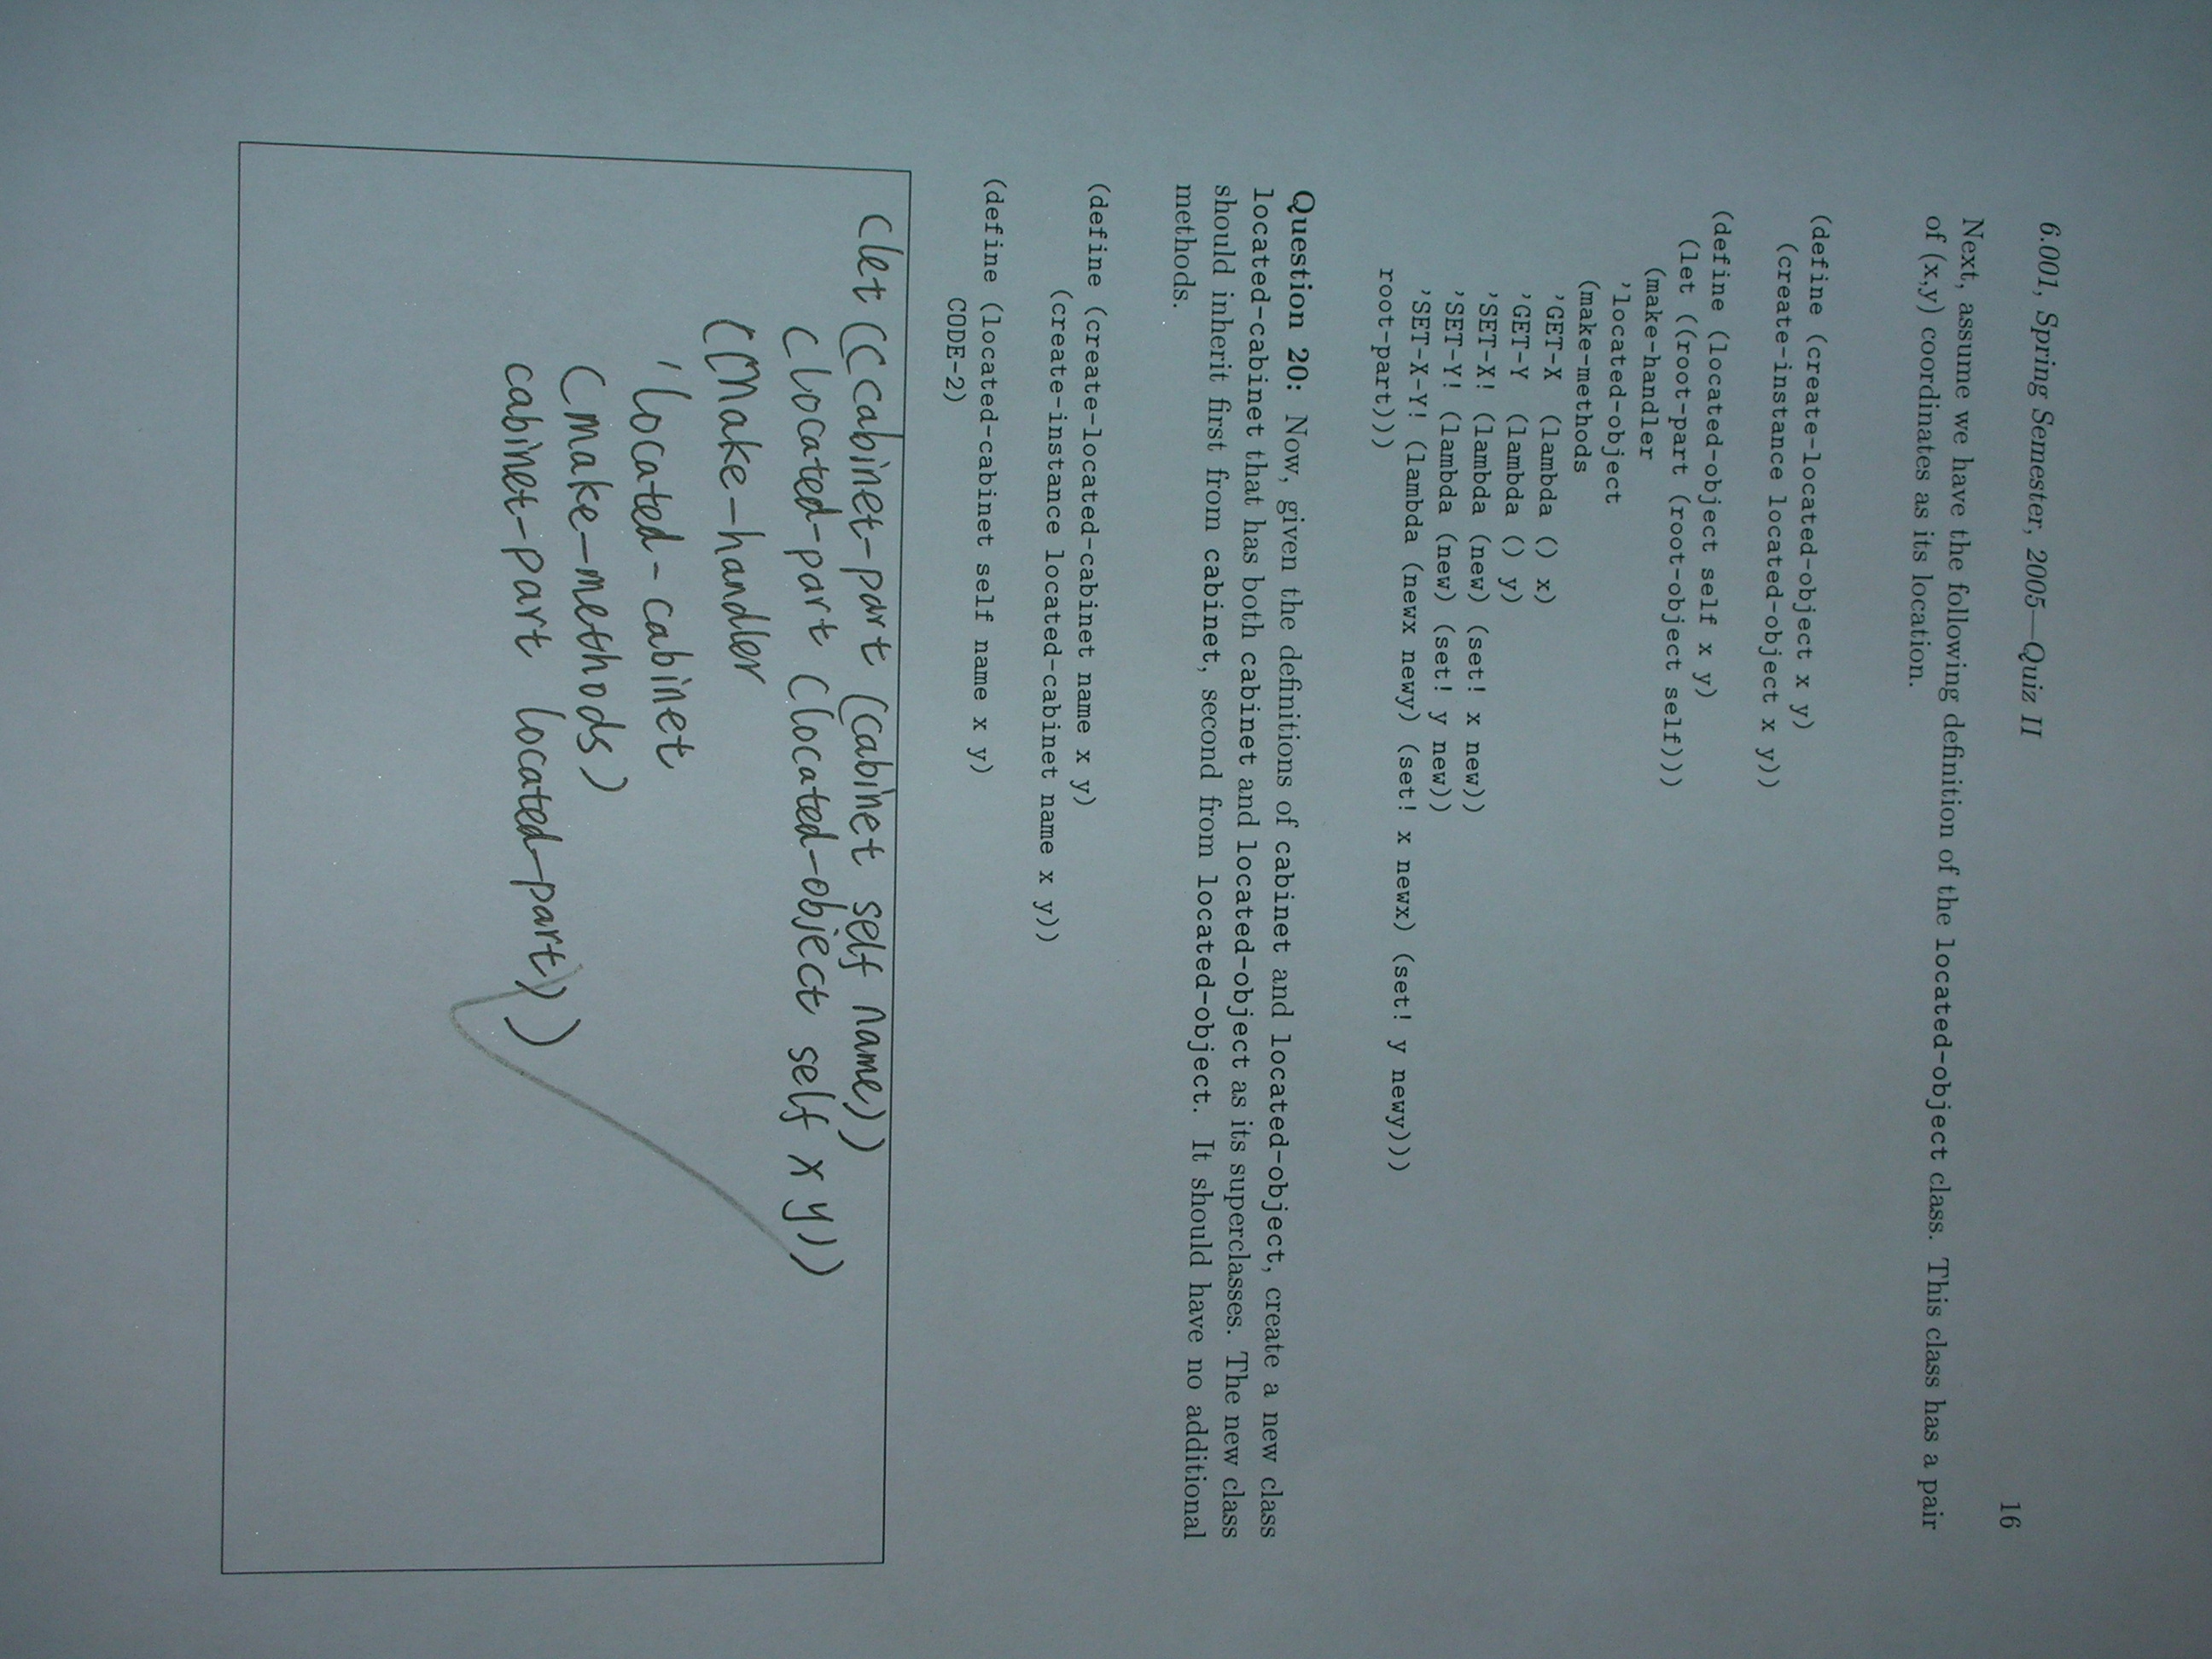 6.001, Spring Semester, 2005—Quiz II
16
Next, assume we have the following definition of the located-object class. This class has a pair
of (x,y) coordinates as its location.
(define (create-located-object x y)
(create-instance located-object x y))
(define (located-object self x y)
(let ((root-part (root-object self)))
(make-handler
'located-object
(make-methods
'GET-X (lambda () x)
'GET-Y (lambda () y)
'SET-X! (lambda (new) (set! x new))
'SET-Y! (lambda (new) (set! y new))
'SET-X-Y! (lambda (newx newy) (set! x newx) (set! y newy)))
root-part)))
Question 20: Now, given the definitions of cabinet and located-object, create a new class
located-cabinet that has both cabinet and located-object as its superclasses. The new class
should inherit first from cabinet, second from located-object. It should have no additional
methods.
(define (create-located-cabinet name x y)
(create-instance located-cabinet name x y))
(define (located-cabinet self name x y)
CODE-2)
(let ((cabinet-part (cabinet self name))
(located-part (located-object self x y))
(make-handler
'located-cabinet
(make-methods)
cabinet-part located-part))